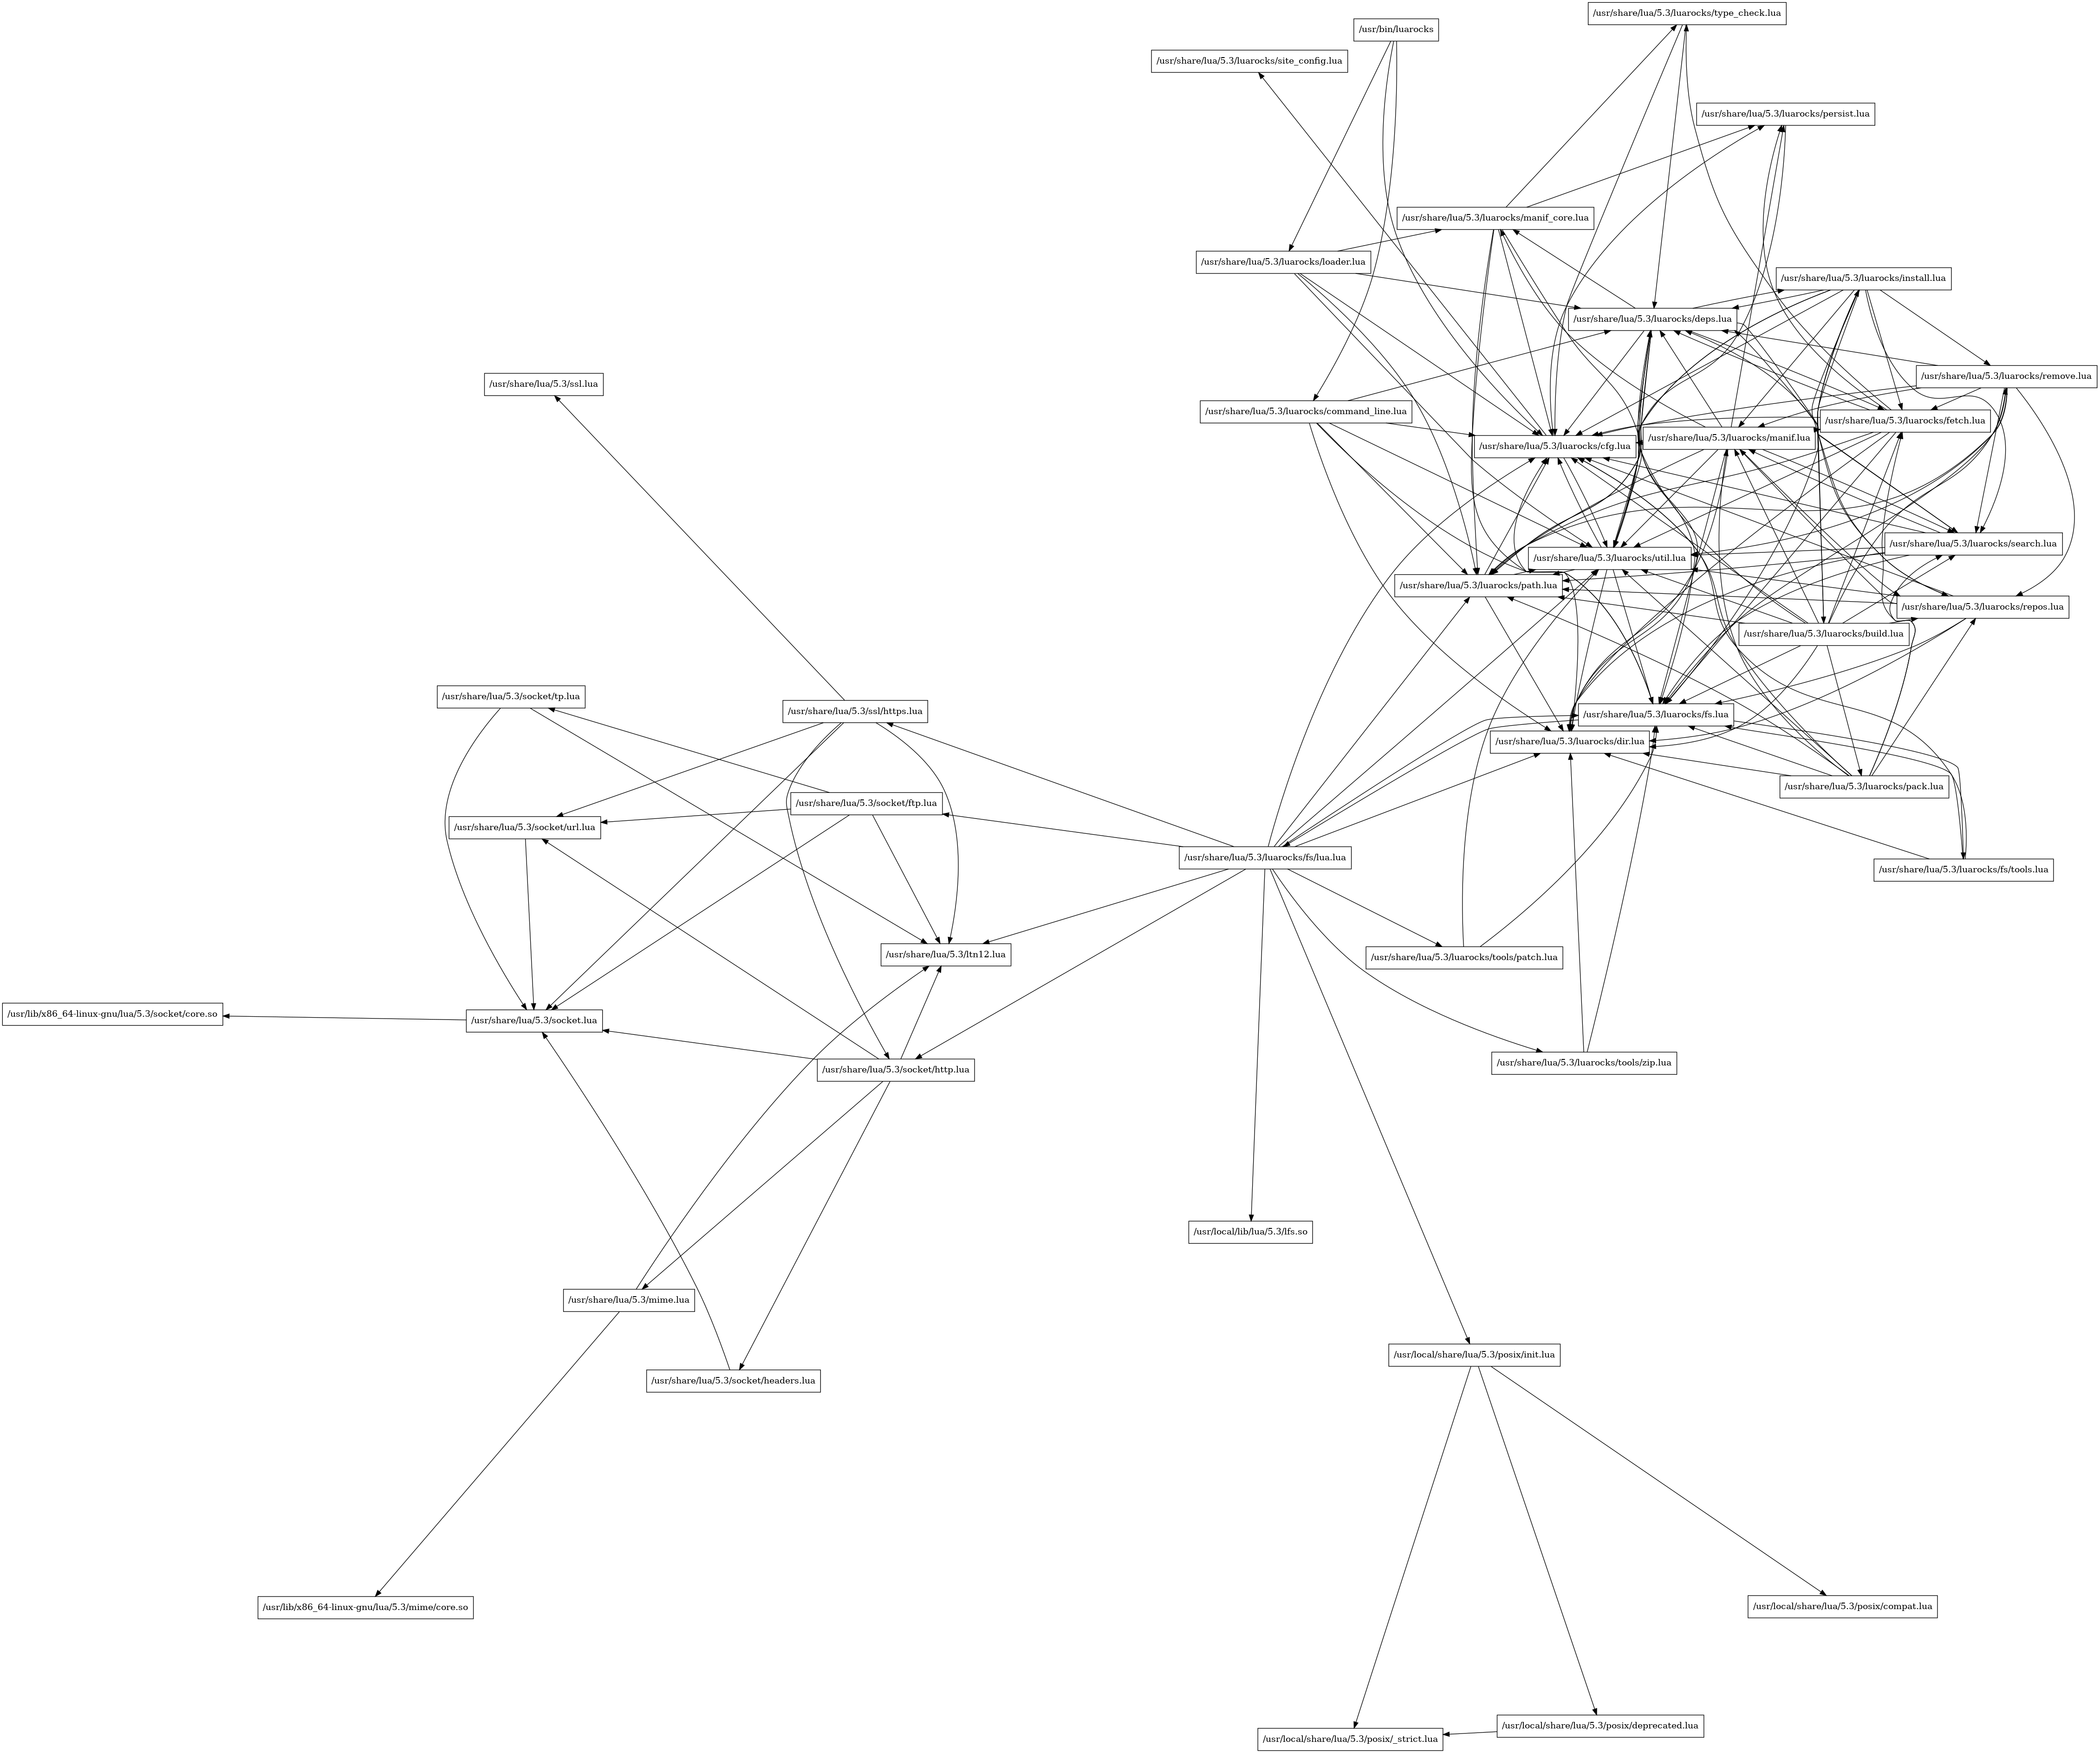 /usr/share/lua/5.3/luarocks/type_check.lua
/usr/bin/luarocks
/usr/share/lua/5.3/luarocks/site_config.lua
/usr/share/lua/5.3/luarocks/persist.lua
/usr/share/lua/5.3/luarocks/manif_core.lua
/usr/share/lua/5.3/luarocks/loader.lua
/usr/share/lua/5.3/luarocks/install.lua
/usr/share/lua/5.3/luarocks/deps.lua
/usr/share/lua/5.3/luarocks/remove.lua
/usr/share/lua/5.3/ssl.lua
/usr/share/lua/5.3/luarocks/command_line.lua
/usr/share/lua/5.3/luarocks/fetch.lua
/usr/share/lua/5.3/luarocks/manif.lua
/usr/share/lua/5.3/luarocks/cfg.lua
/usr/share/lua/5.3/luarocks/search.lua
/usr/share/lua/5.3/luarocks/util.lua
/usr/share/lua/5.3/luarocks/path.lua
/usr/share/lua/5.3/luarocks/repos.lua
/usr/share/lua/5.3/luarocks/build.lua
/usr/share/lua/5.3/socket/tp.lua
/usr/share/lua/5.3/ssl/https.lua
/usr/share/lua/5.3/luarocks/fs.lua
/usr/share/lua/5.3/luarocks/dir.lua
/usr/share/lua/5.3/luarocks/pack.lua
/usr/share/lua/5.3/socket/ftp.lua
/usr/share/lua/5.3/socket/url.lua
/usr/share/lua/5.3/luarocks/fs/lua.lua
/usr/share/lua/5.3/luarocks/fs/tools.lua
/usr/share/lua/5.3/ltn12.lua
/usr/share/lua/5.3/luarocks/tools/patch.lua
/usr/lib/x86_64-linux-gnu/lua/5.3/socket/core.so
/usr/share/lua/5.3/socket.lua
/usr/share/lua/5.3/luarocks/tools/zip.lua
/usr/share/lua/5.3/socket/http.lua
/usr/local/lib/lua/5.3/lfs.so
/usr/share/lua/5.3/mime.lua
/usr/local/share/lua/5.3/posix/init.lua
/usr/share/lua/5.3/socket/headers.lua
/usr/lib/x86_64-linux-gnu/lua/5.3/mime/core.so
/usr/local/share/lua/5.3/posix/compat.lua
/usr/local/share/lua/5.3/posix/deprecated.lua
/usr/local/share/lua/5.3/posix/_strict.lua